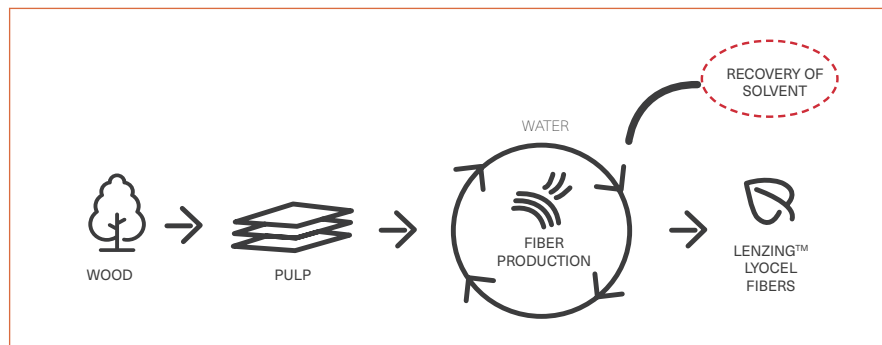 RECOVERY OF
SOLVENT
WATER
FIBER
PRODUCTION
WOOD
PULP
LENZING™
LYOCEL
FIBERS